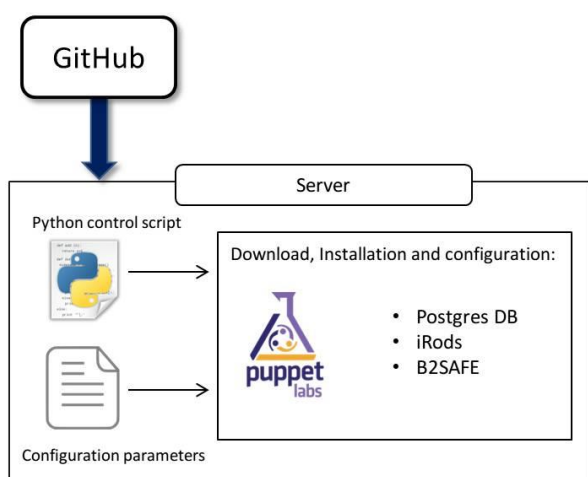 GitHub
Server
Python control script
Download, Installation and configuration:
puppet
labs
• Postgres DB
• iRods
• B2SAFE
Configuration parameters